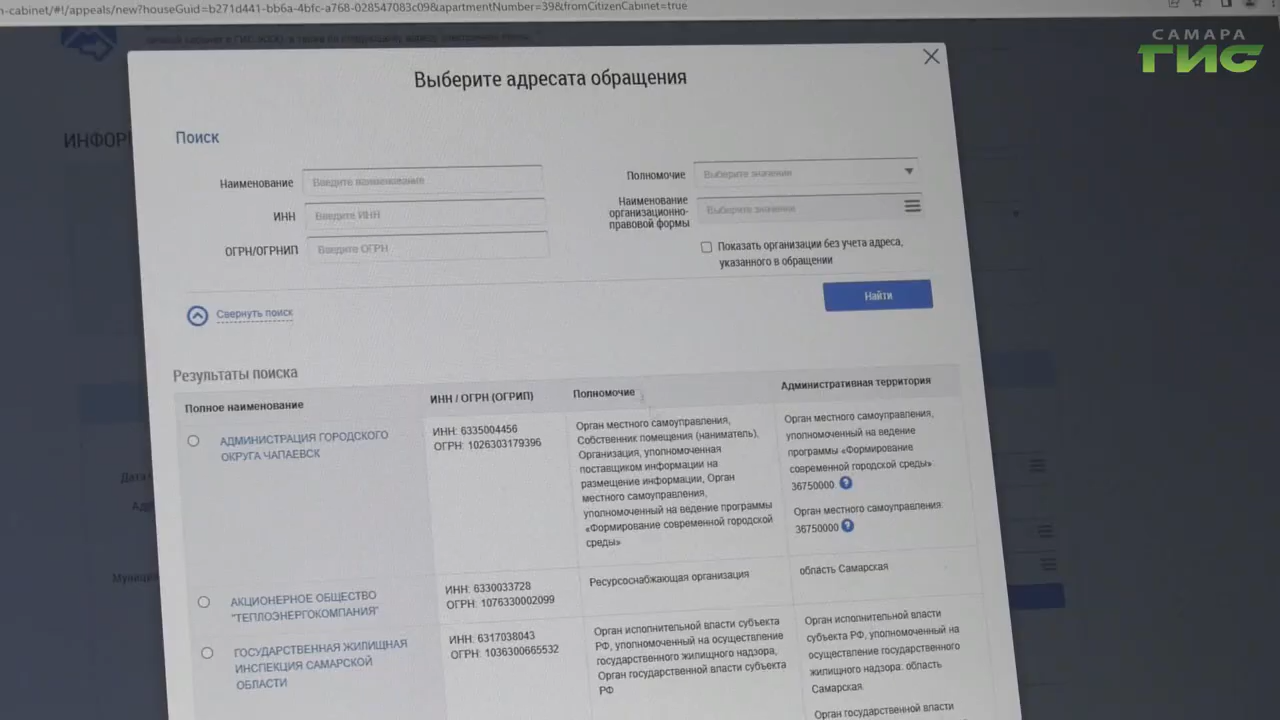 n-cabinet/#!/appeals/new?houseGuid=b271d441-bb6a-4bfc-a768-028547083c09&apartmentNumber=39&fromCitizenCabinet=true
САМАРА
ГИС
Выберите адресата обращения
ИНФОР
Поиск
Наименование
Введите наименование
ИНН
Введите ИНН
ОГРН/ОГРНИП
Введите ОГРН
Полномочие
Выберите значение
Наименование
организационно-
правовой формы
Выберите значение
Показать организации без учета адреса,
указанного в обращении
Свернуть поиск
Найти
Результаты поиска
Полное наименование
ИНН / ОГРН (ОГРИП)
Полномочие
Административная территория
АДМИНИСТРАЦИЯ ГОРОДСКОГО
ОКРУГА ЧАПАЕВСК
ИНН: 6335004456
ОГРН: 1026303179396
Орган местного самоуправления,
Собственник помещения (наниматель),
Организация, уполномоченная
поставщиком информации на
размещение информации, Орган
местного самоуправления,
уполномоченный на ведение программы
«Формирование современной городской
среды»
Орган местного самоуправления,
уполномоченный на ведение
программы «Формирование
современной городской среды»:
36750000
Орган местного самоуправления:
36750000
АКЦИОНЕРНОЕ ОБЩЕСТВО
"ТЕПЛОЭНЕРГОКОМПАНИЯ"
ИНН: 6330033728
ОГРН: 1076330002099
Ресурсоснабжающая организация
область Самарская
ГОСУДАРСТВЕННАЯ ЖИЛИЩНАЯ
ИНСПЕКЦИЯ САМАРСКОЙ
ОБЛАСТИ
ИНН: 6317038043
ОГРН: 1036300665532
Орган исполнительной власти субъекта
РФ, уполномоченный на осуществление
государственного жилищного надзора,
Орган государственной власти субъекта
РФ
Орган исполнительной власти
субъекта РФ, уполномоченный на
осуществление государственного
жилищного надзора: область
Самарская
Орган государственной власти